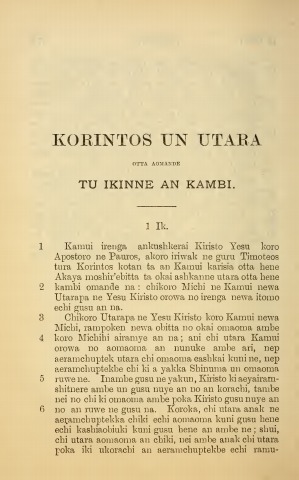 KORINTOS UN UTARA
OTTA AOMANDE
TU IKINNE AN KAMBI.
1 Ik.
1 Kamui irenga ankushkerai Kiristo Yesu koro
Apostoro ne Pauros, akoro iriwak ne guru Timoteos
tura Korintos kotan ta an Kamui karisia otta hene
Akaya moshir'ebitta ta okai ashkanne utara otta hene
2 kambi omande na: chikoro Michi ne Kamui newa
Utarapa ne Yesu Kiristo orowa no irenga newa itomo
echi gusu an na.
3 Chikoro Utarapa ne Yesu Kiristo koro Kamui newa
Michi, rampoken newa obitta no okai omaoma ambe
4 koro Michihi airamye an na; ani chi utara Kamui
orowa no aomaoma an nunuke ambe ari, nep
aeramchuptek utara chi omaoma eashkai kuni ne, nep
aeramchuptekbe chi ki a yakka Shinuma un omaoma
5 ruwe ne. Inambe gusu ne yakun, Kiristo ki aeyairam-
shitnere ambe un gusu nuye an no an korachi, tambe
nei no chi ki omaoma ambe poka Kiristo gusu nuye an
6 no an ruwe ne gusu na. Koroka, chi utara anak ne
aeramchuptekka chiki echi aomaoma kuni gusu hene
echi kashiaobiuki kuni gusu hene an ambe ne; shui,
chi utara aomaoma an chiki, nei ambe anak chi utara
poka iki ukorachi an aeramchuptekbe echi ramu-